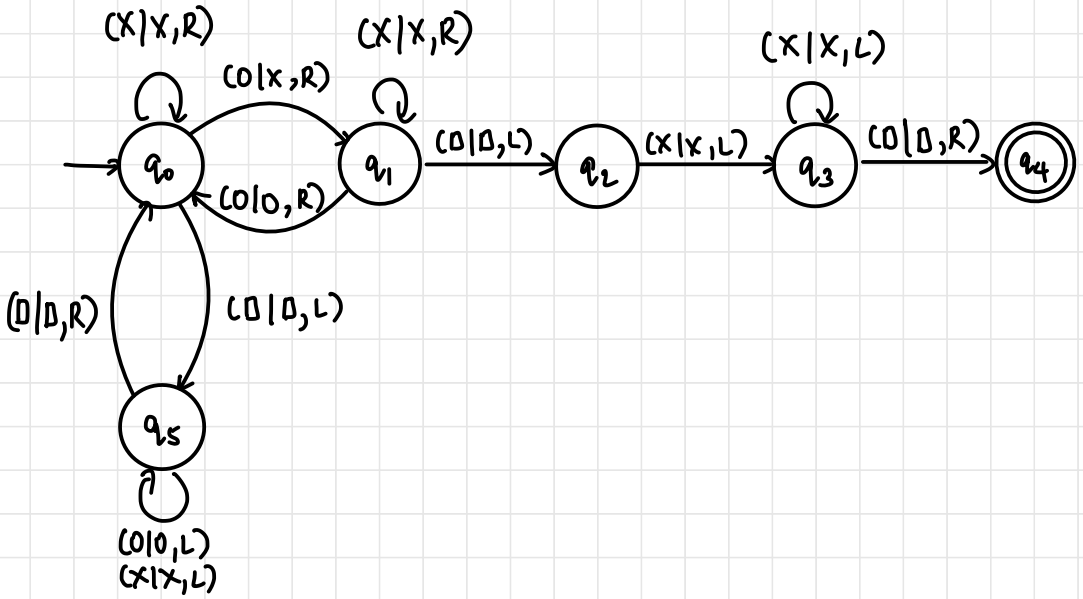 (X|X,R)
(X|X,R)
(X|X,L)
(0|X,R)
(□|□,L)
(X|X,L)
(□|□,R)
q0
q1
q2
q3
q4
(0|0,R)
(□|□,R)
(□|□,L)
q5
(0|0,L)
(X|X,L)